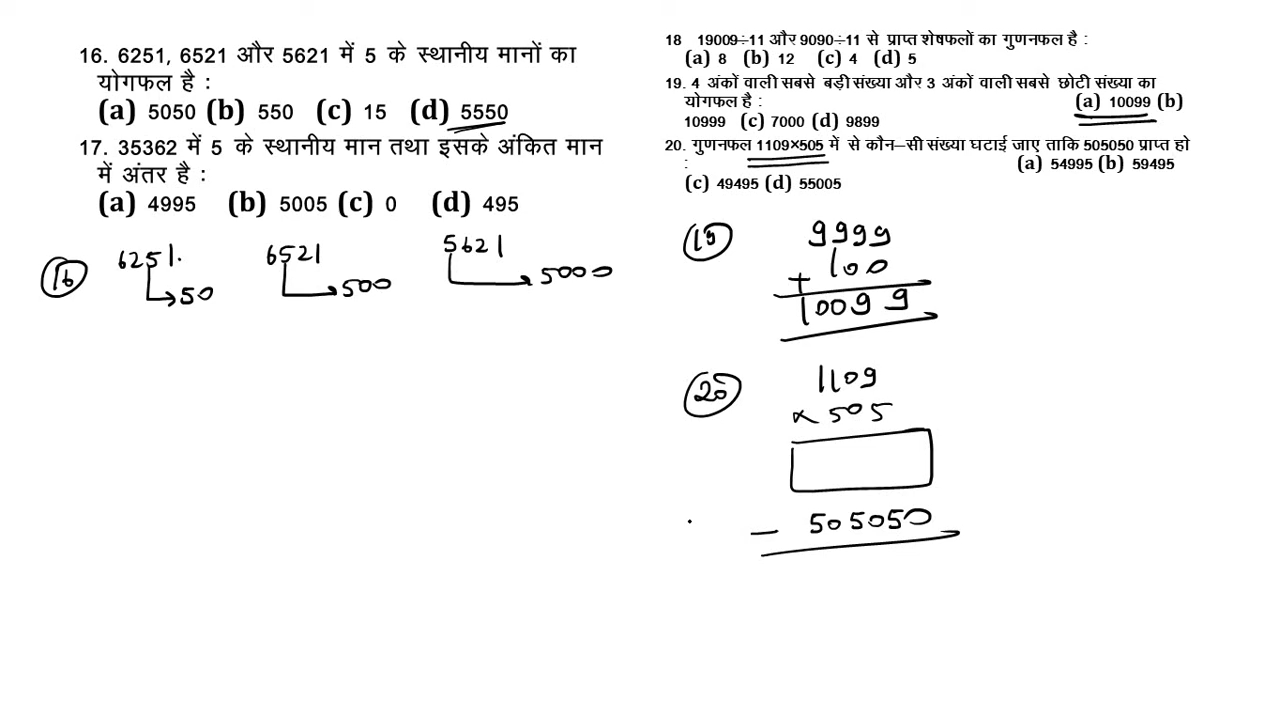 16. 6251, 6521 और 5621 में 5 के स्थानीय मानों का
योगफल है :
(a) 5050 (b) 550 (c) 15 (d) 5550
17. 35362 में 5 के स्थानीय मान तथा इसके अंकित मान
में अंतर है :
(a) 4995 (b) 5005 (c) 0 (d) 495
16 6251. 6521 5621
50 500 5000
18 19009÷11 और 9090÷11 से प्राप्त शेषफलों का गुणनफल है :
(a) 8 (b) 12 (c) 4 (d) 5
19. 4 अंकों वाली सबसे बड़ी संख्या और 3 अंकों वाली सबसे छोटी संख्या का
योगफल है : (a) 10099 (b)
10999 (c) 7000 (d) 9899
20. गुणनफल 1109×505 में से कौन–सी संख्या घटाई जाए ताकि 505050 प्राप्त हो
: (a) 54995 (b) 59495
(c) 49495 (d) 55005
19 9999
+ 100
10099
20 1109
× 505
– 505050